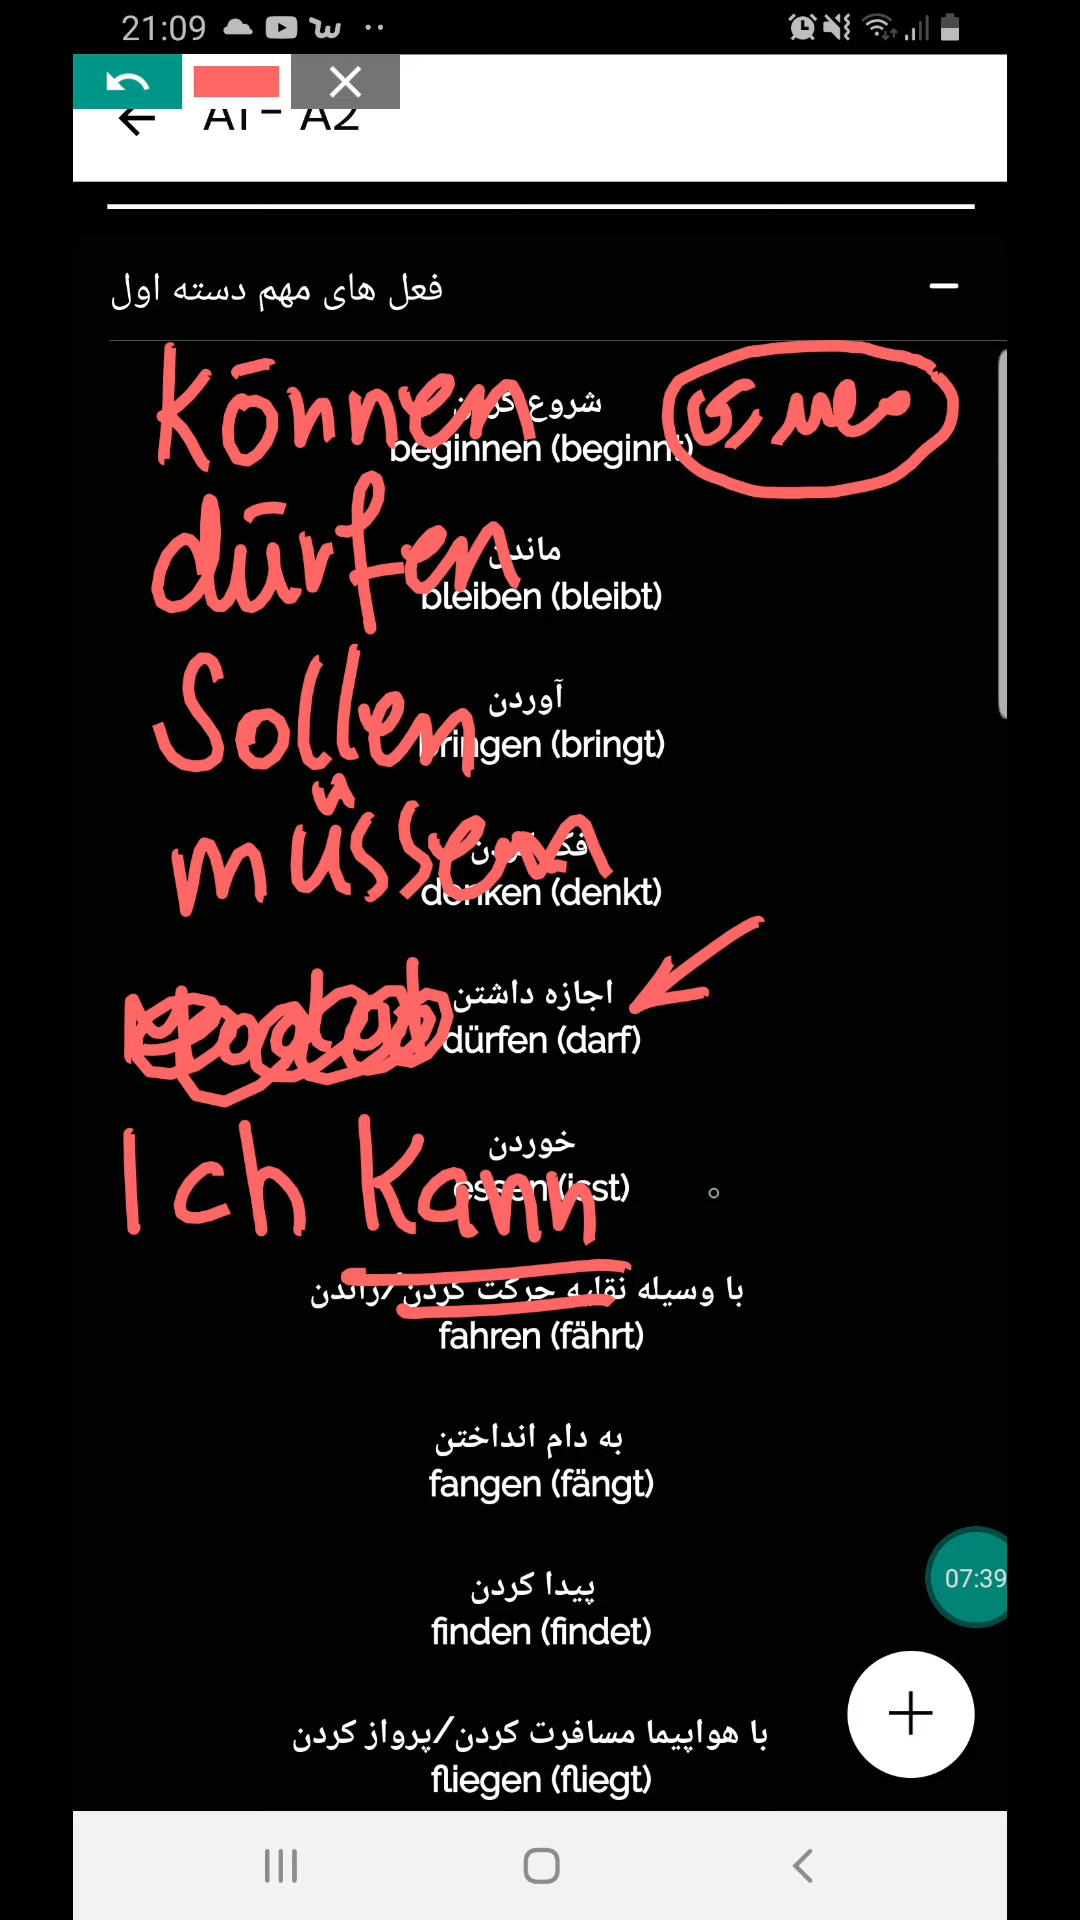 21:09
A1 - A2
فعل های مهم دسته اول
können
مصدری
شروع
beginnen (beginnt)
dürfen
ماندن
bleiben (bleibt)
آوردن
sollen
bringen (bringt)
müssen
denken (denkt)
اجازه داشتن
dürfen (darf)
خوردن
Ich kann
essen (isst)
با وسیله نقلیه حرکت کردن/راندن
fahren (fährt)
به دام انداختن
fangen (fängt)
07:39
پیدا کردن
finden (findet)
با هواپیما مسافرت کردن/پرواز کردن
fliegen (fliegt)